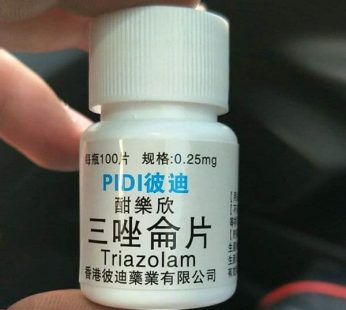 每瓶100片 规格:0.25mg
PIDI彼迪
酣樂欣
三唑侖片
Triazolam
香港彼迪藥業有限公司